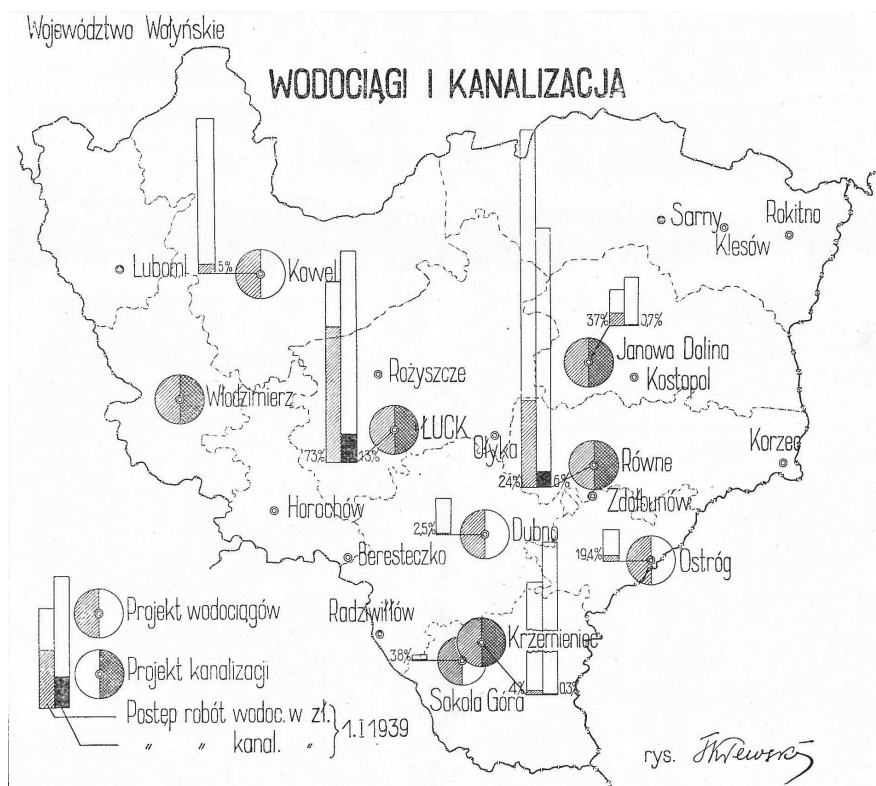 Województwo Wołyńskie
WODOCIĄGI I KANALIZACJA
Sarny
Rokitno
Klesów
Luboml
5%
Kowel
37%
0,7%
Janowa Dolina
Kostopol
Rożyszcze
Włodzimierz
ŁUCK
73%
13%
Ołyka
Korzec
24%
6%
Równe
Zdołbunów
Horochów
2,5%
Dubno
Beresteczko
19,4%
Ostróg
Radziwiłłów
Krzemieniec
38%
Sokola Góra
4%
0,3%
Projekt wodociągów
Projekt kanalizacji
Postęp robót wodoc. w zł.
„ „ kanal. „
1.I 1939
rys.